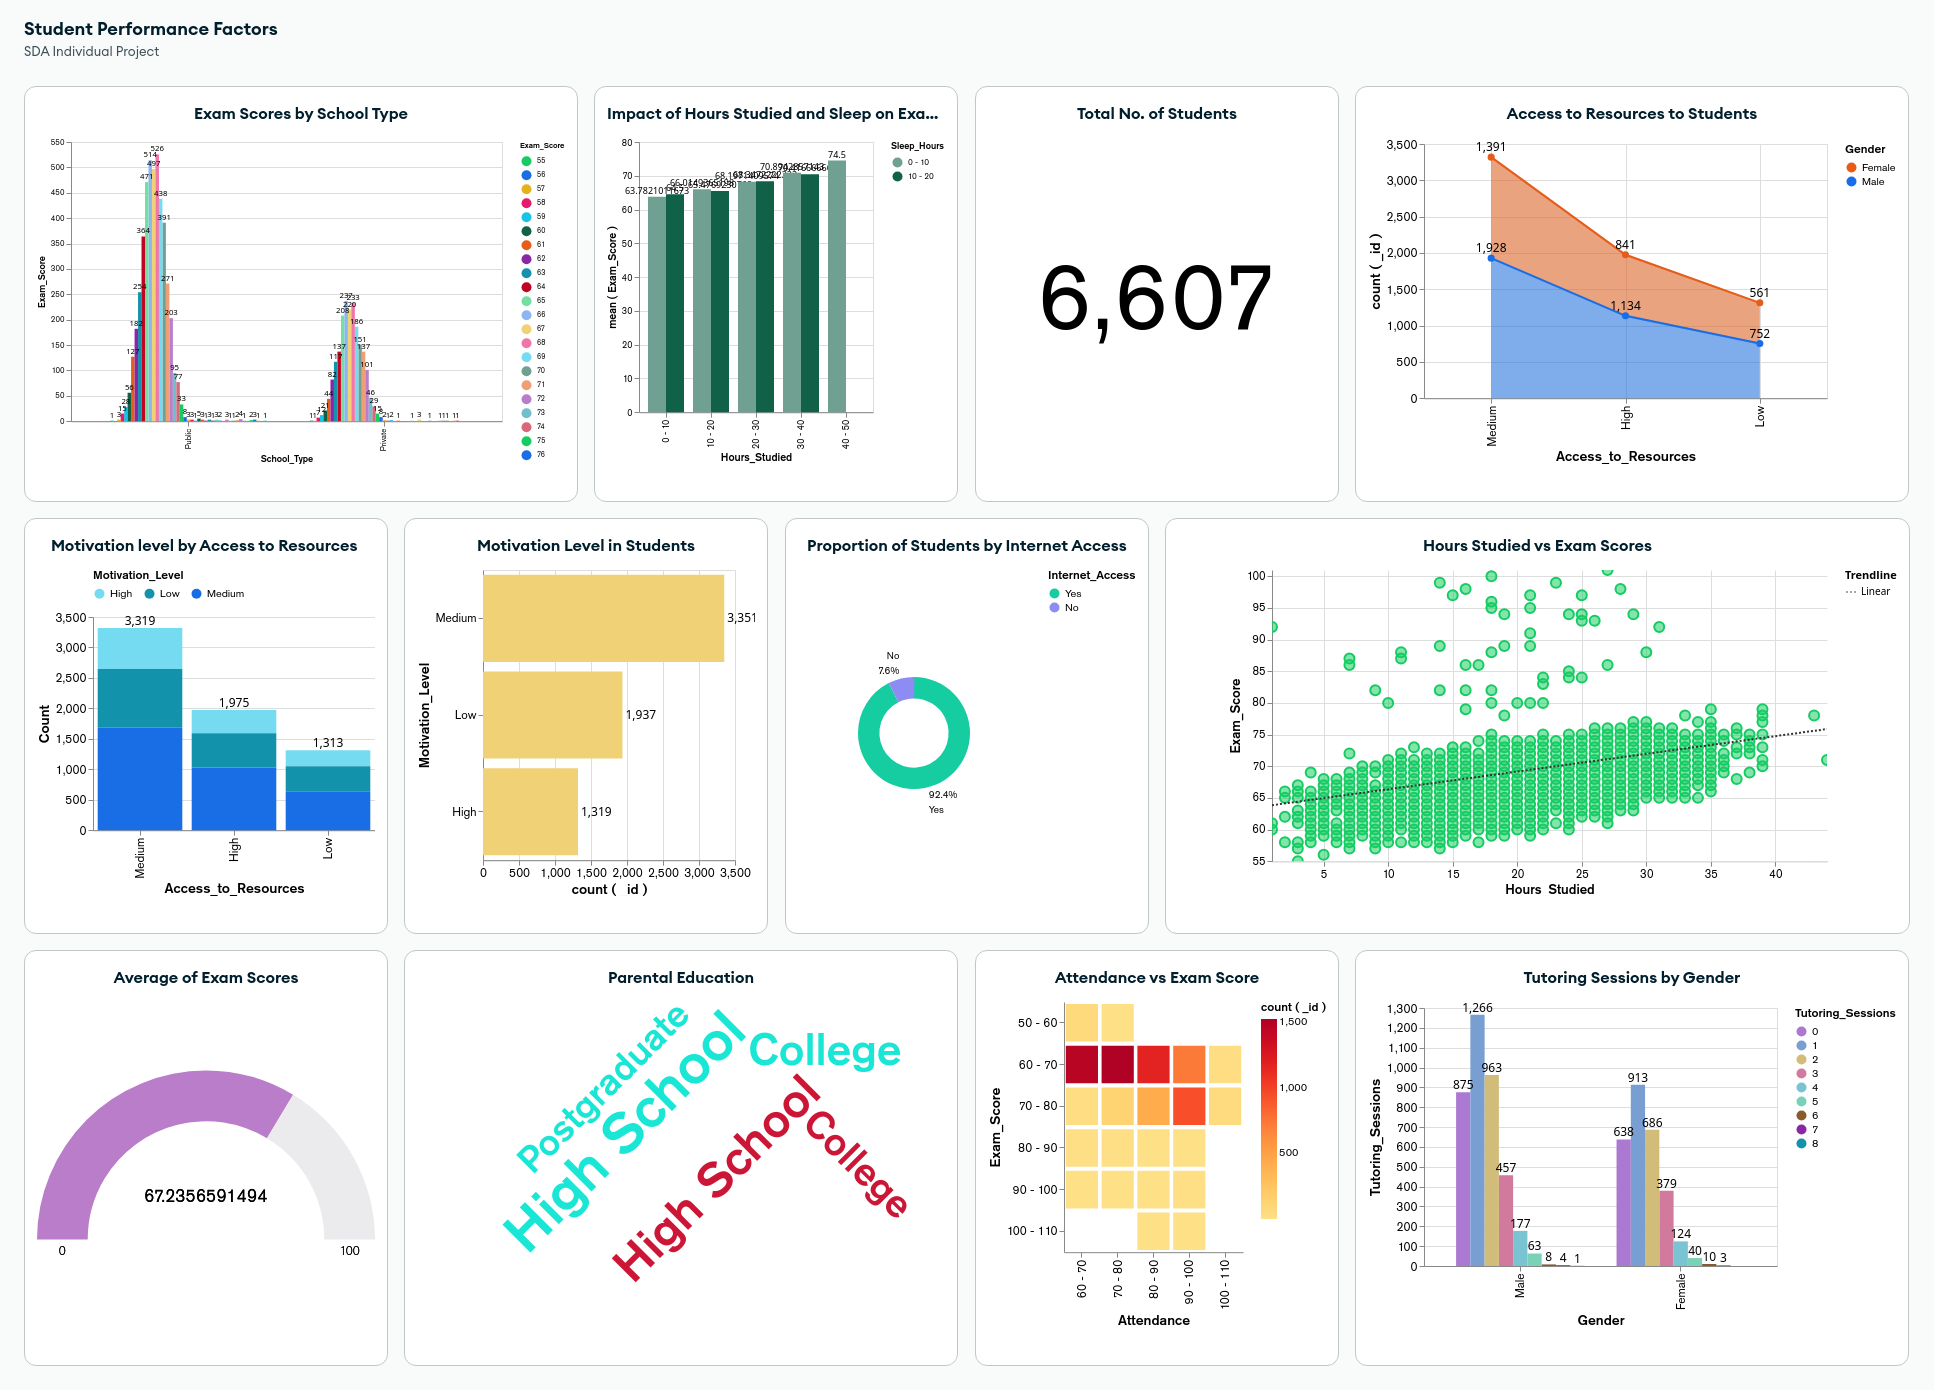 Student Performance Factors
SDA Individual Project
Exam Scores by School Type
Exam_Score
550
500
450
400
350
300
250
200
150
100
50
0
526
514
497
471
438
391
364
271
254
203
182
127
95
77
56
33
233
220
208
186
151
137
137
101
82
46
44
29
Public
Private
School_Type
Exam_Score
55
56
57
58
59
60
61
62
63
64
65
66
67
68
69
70
71
72
73
74
75
76
Impact of Hours Studied and Sleep on Exa...
mean ( Exam_Score )
80
70
60
50
40
30
20
10
0
74.5
0 - 10
10 - 20
20 - 30
30 - 40
40 - 50
Hours_Studied
Sleep_Hours
0 - 10
10 - 20
Total No. of Students
6,607
Access to Resources to Students
count ( _id )
3,500
3,000
2,500
2,000
1,500
1,000
500
0
1,391
841
561
1,928
1,134
752
Medium
High
Low
Access_to_Resources
Gender
Female
Male
Motivation level by Access to Resources
Motivation_Level
High Low Medium
Count
3,500
3,000
2,500
2,000
1,500
1,000
500
0
3,319
1,975
1,313
Medium
High
Low
Access_to_Resources
Motivation Level in Students
Motivation_Level
Medium
Low
High
3,351
1,937
1,319
0 500 1,000 1,500 2,000 2,500 3,000 3,500
count ( _id )
Proportion of Students by Internet Access
Internet_Access
Yes
No
No
7.6%
92.4%
Yes
Hours Studied vs Exam Scores
Exam_Score
100
95
90
85
80
75
70
65
60
55
5 10 15 20 25 30 35 40
Hours Studied
Trendline
Linear
Average of Exam Scores
67.2356591494
0
100
Parental Education
Postgraduate
High School
College
High School
College
Attendance vs Exam Score
Exam_Score
50 - 60
60 - 70
70 - 80
80 - 90
90 - 100
100 - 110
60 - 70
70 - 80
80 - 90
90 - 100
100 - 110
Attendance
count ( _id )
1,500
1,000
500
Tutoring Sessions by Gender
Tutoring_Sessions
1,300
1,200
1,100
1,000
900
800
700
600
500
400
300
200
100
0
875
1,266
963
457
177
63
8
4
1
638
913
686
379
124
40
10
3
Male
Female
Gender
Tutoring_Sessions
0
1
2
3
4
5
6
7
8